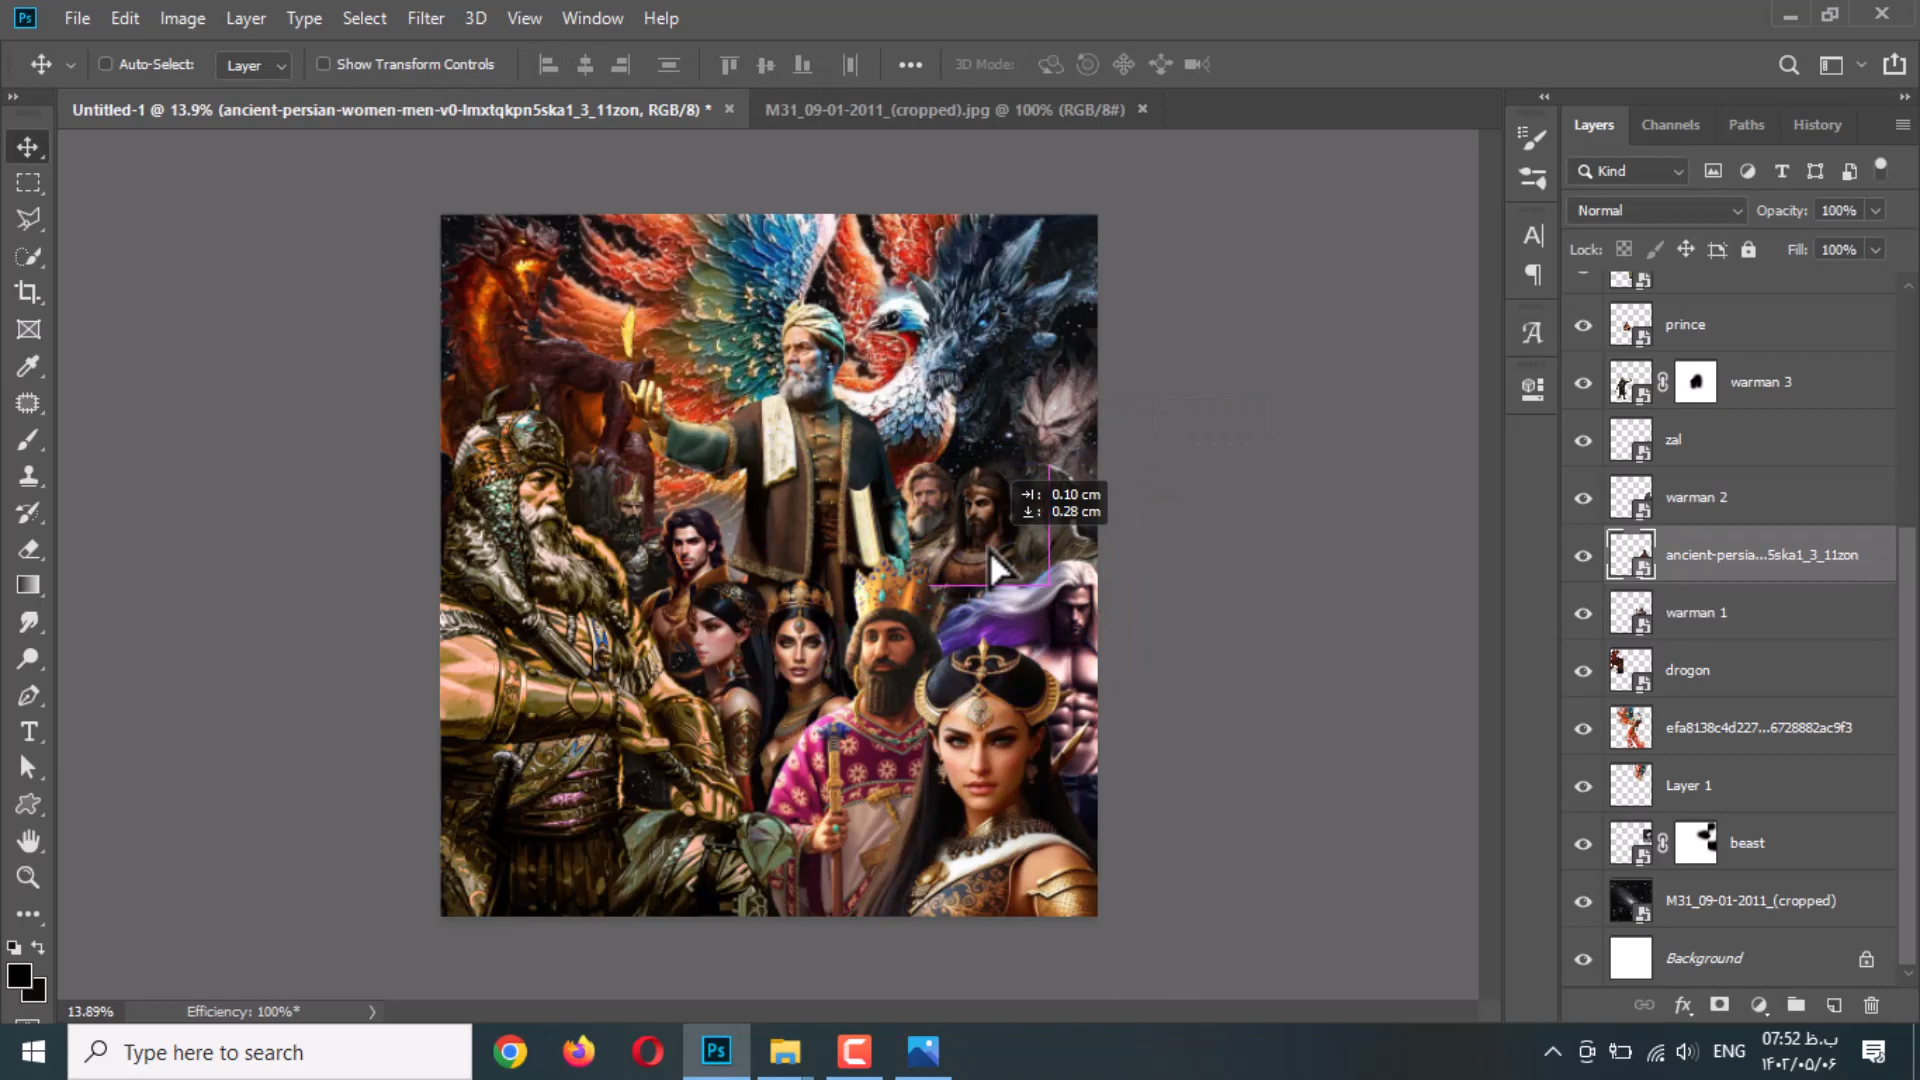 Ps
File Edit Image Layer Type Select Filter 3D View Window Help
Auto-Select: Layer Show Transform Controls 3D Mode:
Untitled-1 @ 13.9% (ancient-persian-women-men-v0-lmxtqkpn5ska1_3_11zon, RGB/8) *
M31_09-01-2011_(cropped).jpg @ 100% (RGB/8#)
Layers Channels Paths History
Kind
Normal Opacity: 100%
Lock: Fill: 100%
prince
warman 3
zal
warman 2
0.10 cm
0.28 cm
ancient-persia...5ska1_3_11zon
warman 1
drogon
efa8138c4d227...6728882ac9f3
Layer 1
beast
M31_09-01-2011_(cropped)
Background
fx
13.89% Efficiency: 100%*
Type here to search
Ps
ENG
07:52 ب.ظ
۱۴۰۲/۰۵/۰۶